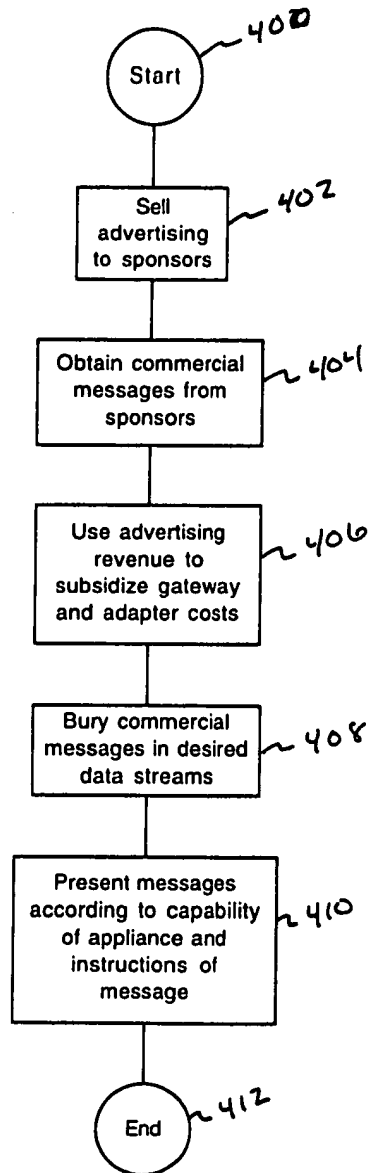 400
Start
402
Sell
advertising
to sponsors
404
Obtain commercial
messages from
sponsors
406
Use advertising
revenue to
subsidize gateway
and adapter costs
408
Bury commercial
messages in desired
data streams
410
Present messages
according to capability
of appliance and
instructions of
message
412
End